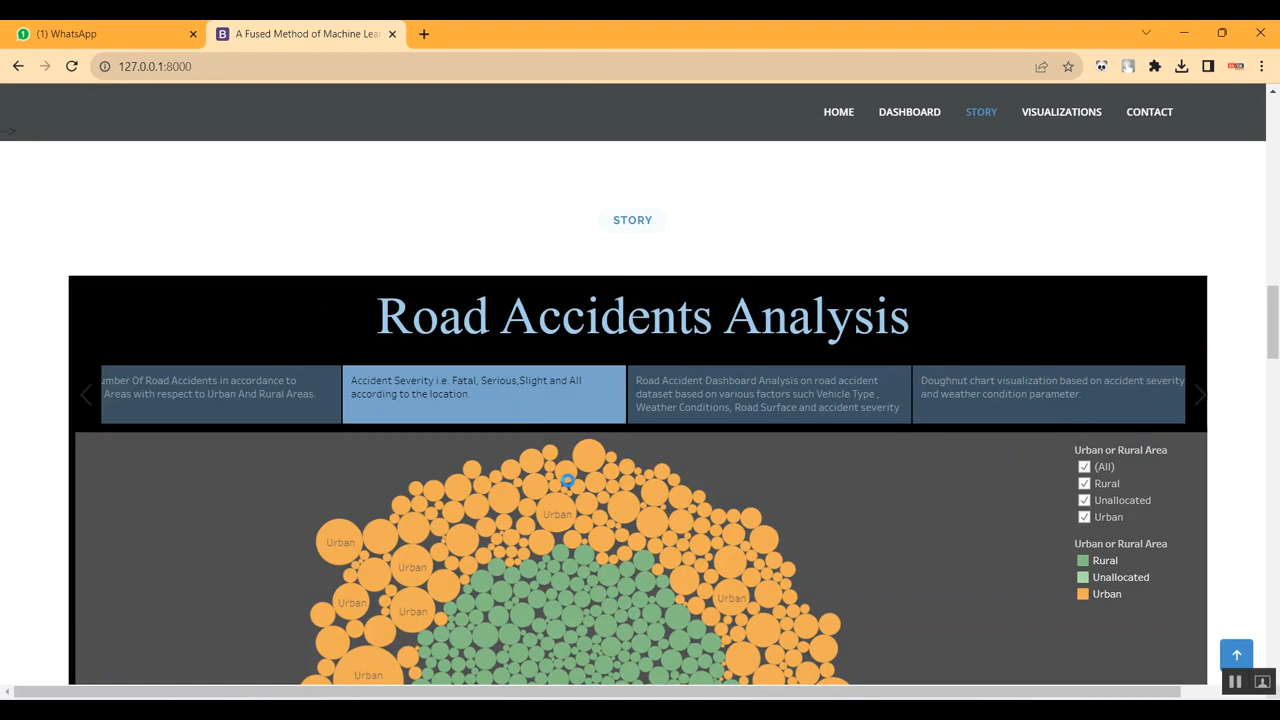 (1) WhatsApp
A Fused Method of Machine Lea
127.0.0.1:8000
HOME DASHBOARD STORY VISUALIZATIONS CONTACT
-->
STORY
Road Accidents Analysis
umber Of Road Accidents in accordance to
Areas with respect to Urban And Rural Areas.
Accident Severity i.e. Fatal, Serious,Slight and All
according to the location.
Road Accident Dashboard Analysis on road accident
dataset based on various factors such Vehicle Type ,
Weather Conditions, Road Surface and accident severity
Doughnut chart visualization based on accident severity
and weather condition parameter.
Urban or Rural Area
(All)
Rural
Unallocated
Urban
Urban or Rural Area
Rural
Unallocated
Urban
Urban
Urban
Urban
Urban
Urban
Urban
Urban